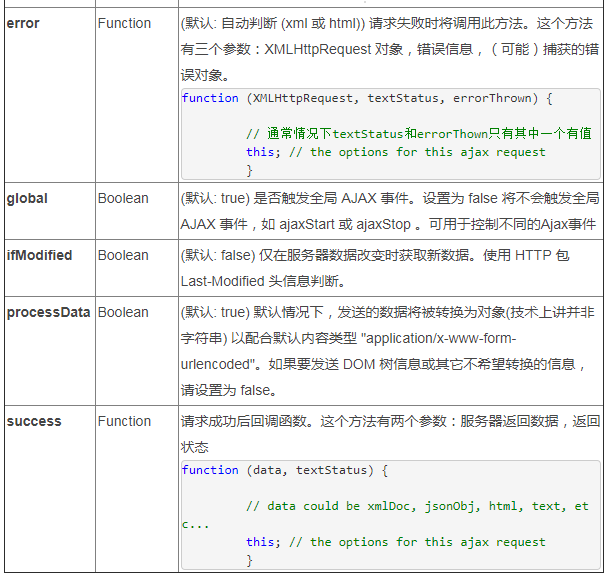 error Function (默认: 自动判断 (xml 或 html)) 请求失败时将调用此方法。这个方法
有三个参数：XMLHttpRequest 对象，错误信息，（可能）捕获的错
误对象。
function (XMLHttpRequest, textStatus, errorThrown) {
// 通常情况下textStatus和errorThown只有其中一个有值
this; // the options for this ajax request
}
global Boolean (默认: true) 是否触发全局 AJAX 事件。设置为 false 将不会触发全局
AJAX 事件，如 ajaxStart 或 ajaxStop 。可用于控制不同的Ajax事件
ifModified Boolean (默认: false) 仅在服务器数据改变时获取新数据。使用 HTTP 包
Last-Modified 头信息判断。
processData Boolean (默认: true) 默认情况下，发送的数据将被转换为对象(技术上讲并非
字符串) 以配合默认内容类型 "application/x-www-form-
urlencoded"。如果要发送 DOM 树信息或其它不希望转换的信息，
请设置为 false。
success Function 请求成功后回调函数。这个方法有两个参数：服务器返回数据，返回
状态
function (data, textStatus) {
// data could be xmlDoc, jsonObj, html, text, et
c...
this; // the options for this ajax request
}